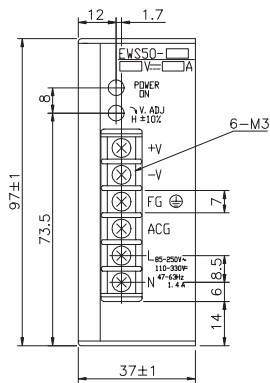 12 1.7
EWS50-
V A
POWER
ON
V. ADJ
H ±10%
8
6-M3
97±1
73.5
+V
-V
FG
7
ACG
L 85-250V~
110-330V
47-63Hz
1.4A
N
8.5
6
14
37±1